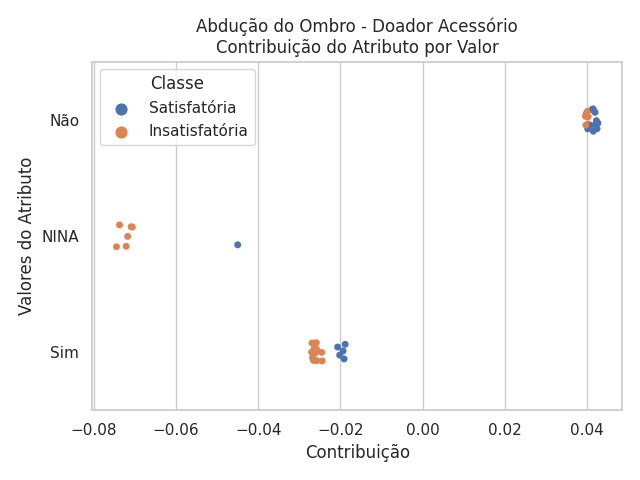 Abdução do Ombro - Doador Acessório
Contribuição do Atributo por Valor
Classe
Satisfatória
Insatisfatória
Valores do Atributo
Não
NINA
Sim
−0.08
−0.06
−0.04
−0.02
0.00
0.02
0.04
Contribuição